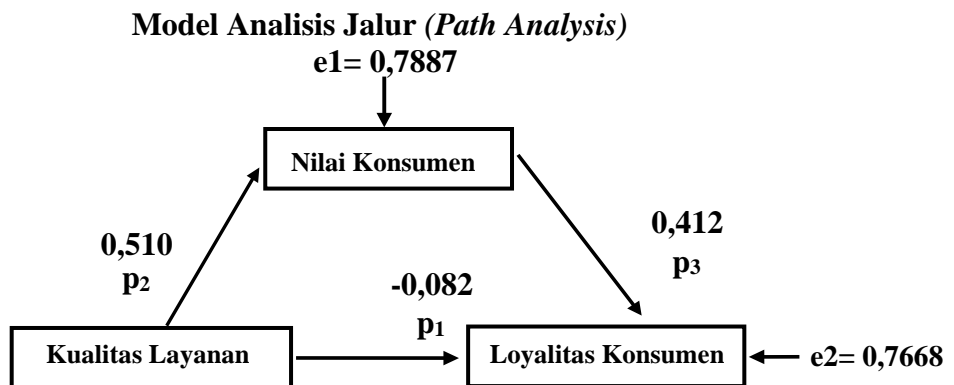 Model Analisis Jalur (Path Analysis)
e1= 0,7887
Nilai Konsumen
0,510
p2
0,412
p3
-0,082
p1
Kualitas Layanan
Loyalitas Konsumen
e2= 0,7668